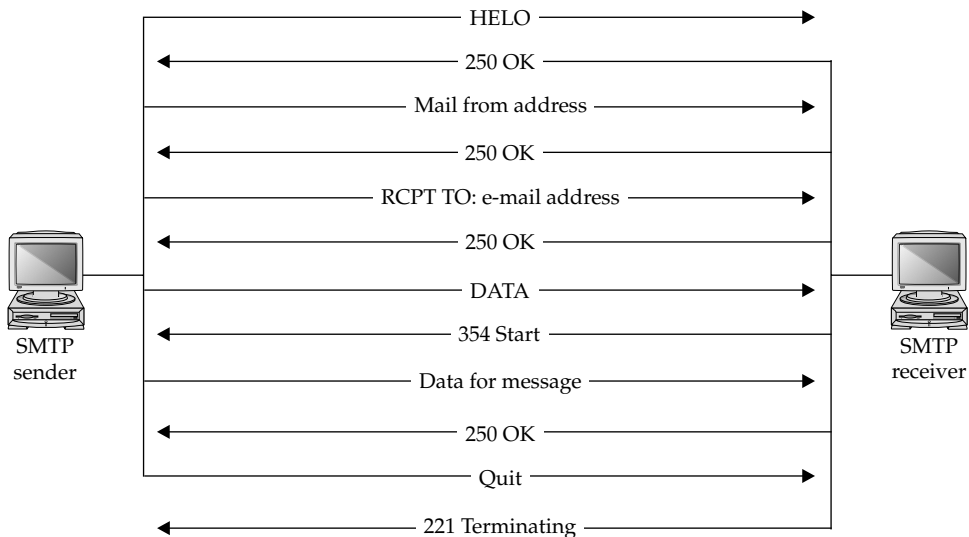 HELO
250 OK
Mail from address
250 OK
RCPT TO: e-mail address
250 OK
DATA
354 Start
SMTP
sender
SMTP
receiver
Data for message
250 OK
Quit
221 Terminating